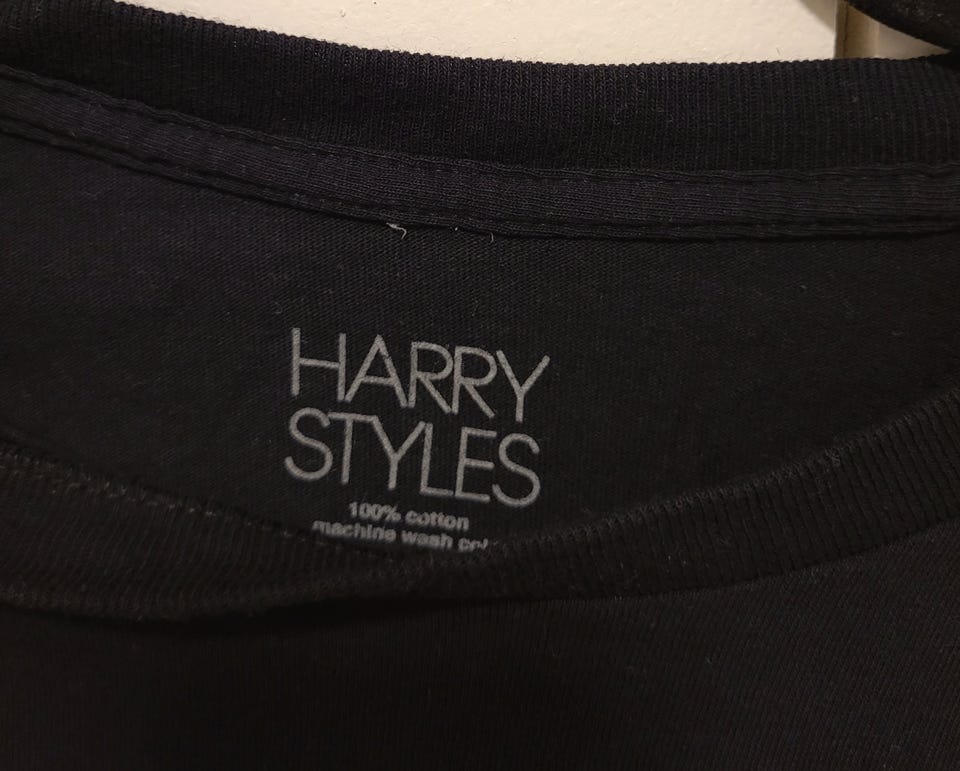 HARRY
STYLES
100% cotton
machine wash